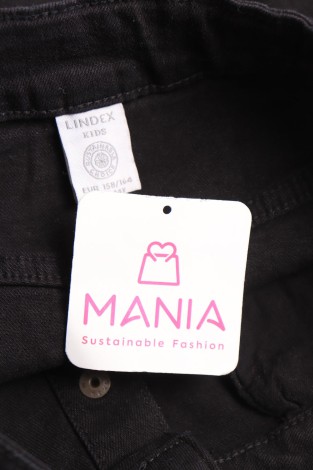 LINDEX
KIDS
EUR 158/164
MANIA
Sustainable Fashion